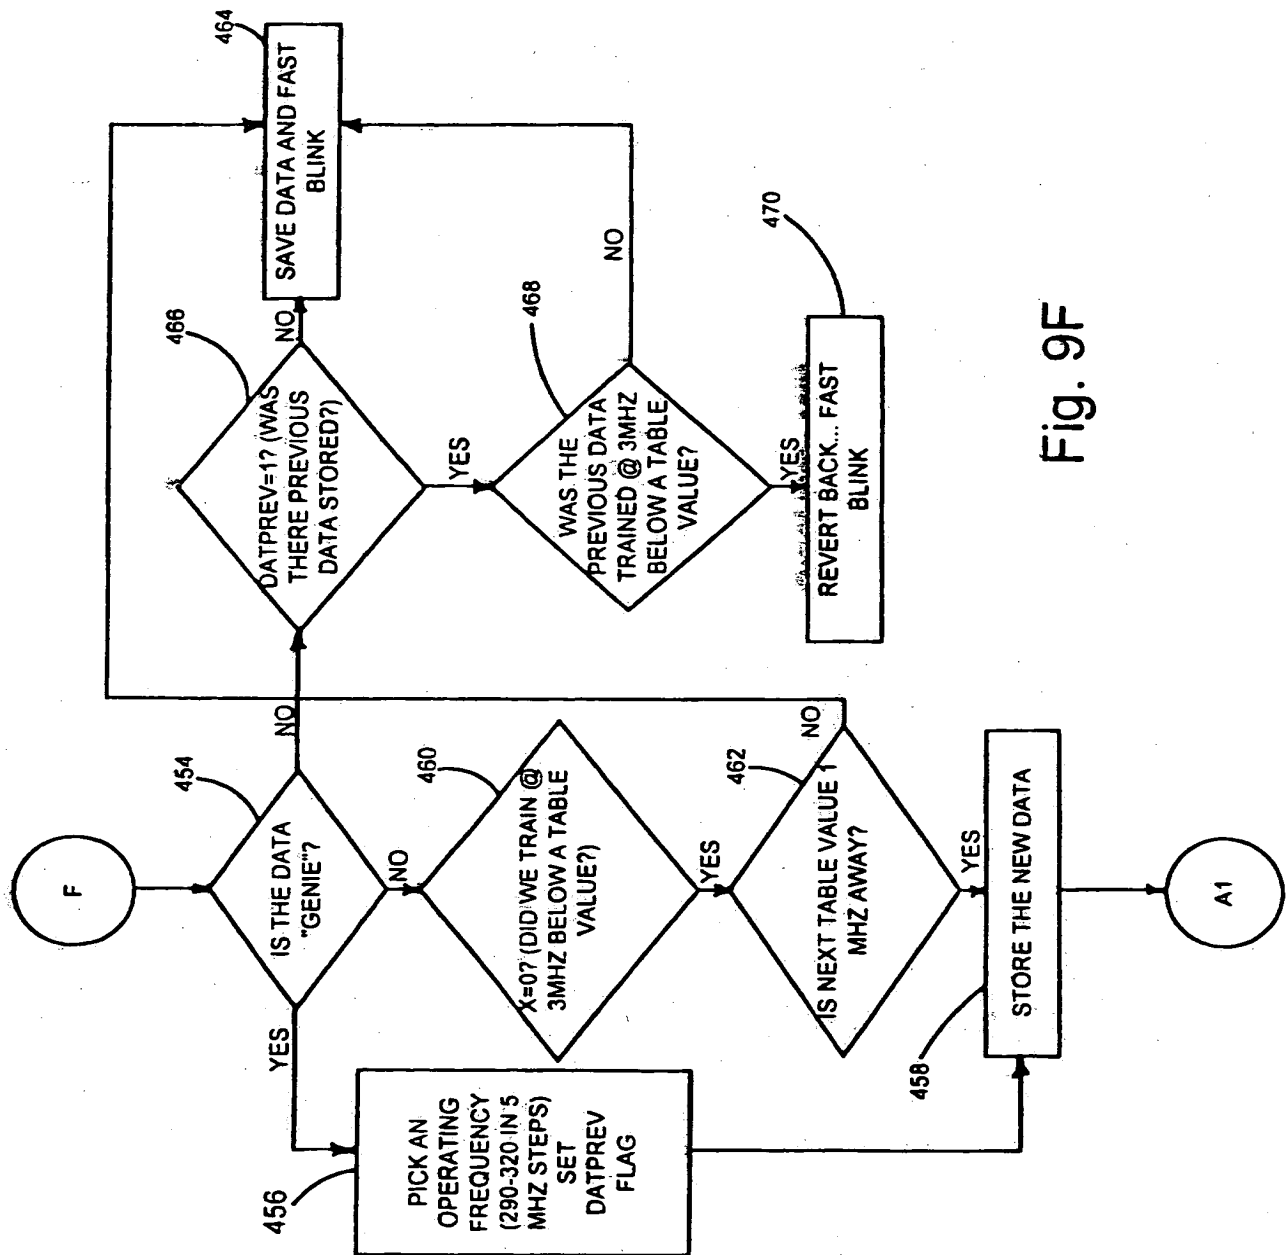 F
454
IS THE DATA
"GENIE"?
YES
NO
NO
456
PICK AN
OPERATING
FREQUENCY
(290-320 IN 5
MHZ STEPS)
SET
DATPREV
FLAG
460
X=0? (DID WE TRAIN @
3MHZ BELOW A TABLE
VALUE?)
YES
462
IS NEXT TABLE VALUE 1
MHZ AWAY?
NO
YES
458
STORE THE NEW DATA
A1
466
DATPREV=1? (WAS
THERE PREVIOUS
DATA STORED?)
NO
YES
464
SAVE DATA AND FAST
BLINK
468
WAS THE
PREVIOUS DATA
TRAINED @ 3MHZ
BELOW A TABLE
VALUE?
NO
YES
470
REVERT BACK... FAST
BLINK
Fig. 9F